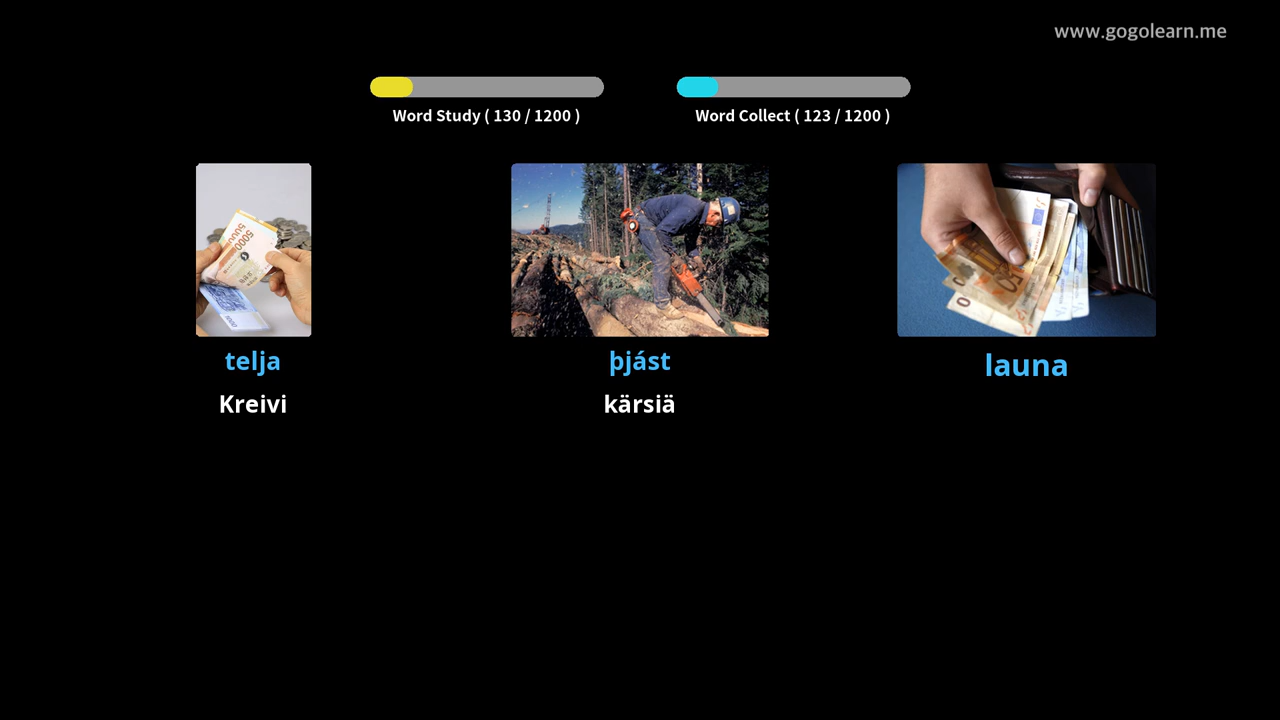 www.gogolearn.me
Word Study ( 130 / 1200 )
Word Collect ( 123 / 1200 )
telja
þjást
launa
Kreivi
kärsiä